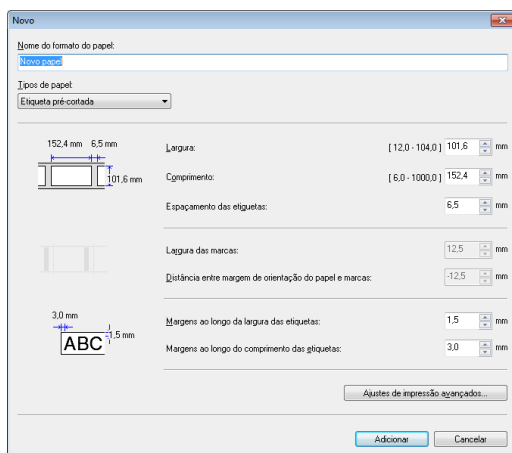 Novo
Nome do formato do papel:
Novo papel
Tipos de papel:
Etiqueta pré-cortada
152,4 mm 6,5 mm
101,6 mm
Largura: [ 12,0 - 104,0 ] 101,6 mm
Comprimento: [ 6,0 - 1000,0 ] 152,4 mm
Espaçamento das etiguetas: 6,5 mm
Largura das marcas: 12,5 mm
Distância entre margem de orientação do papel e marcas: -12,5 mm
3,0 mm
1,5 mm
ABC
Margens ao longo da largura das etiquetas: 1,5 mm
Margens ao longo do comprimento das etiquetas: 3,0 mm
Ajustes de impressão avançados...
Adicionar Cancelar